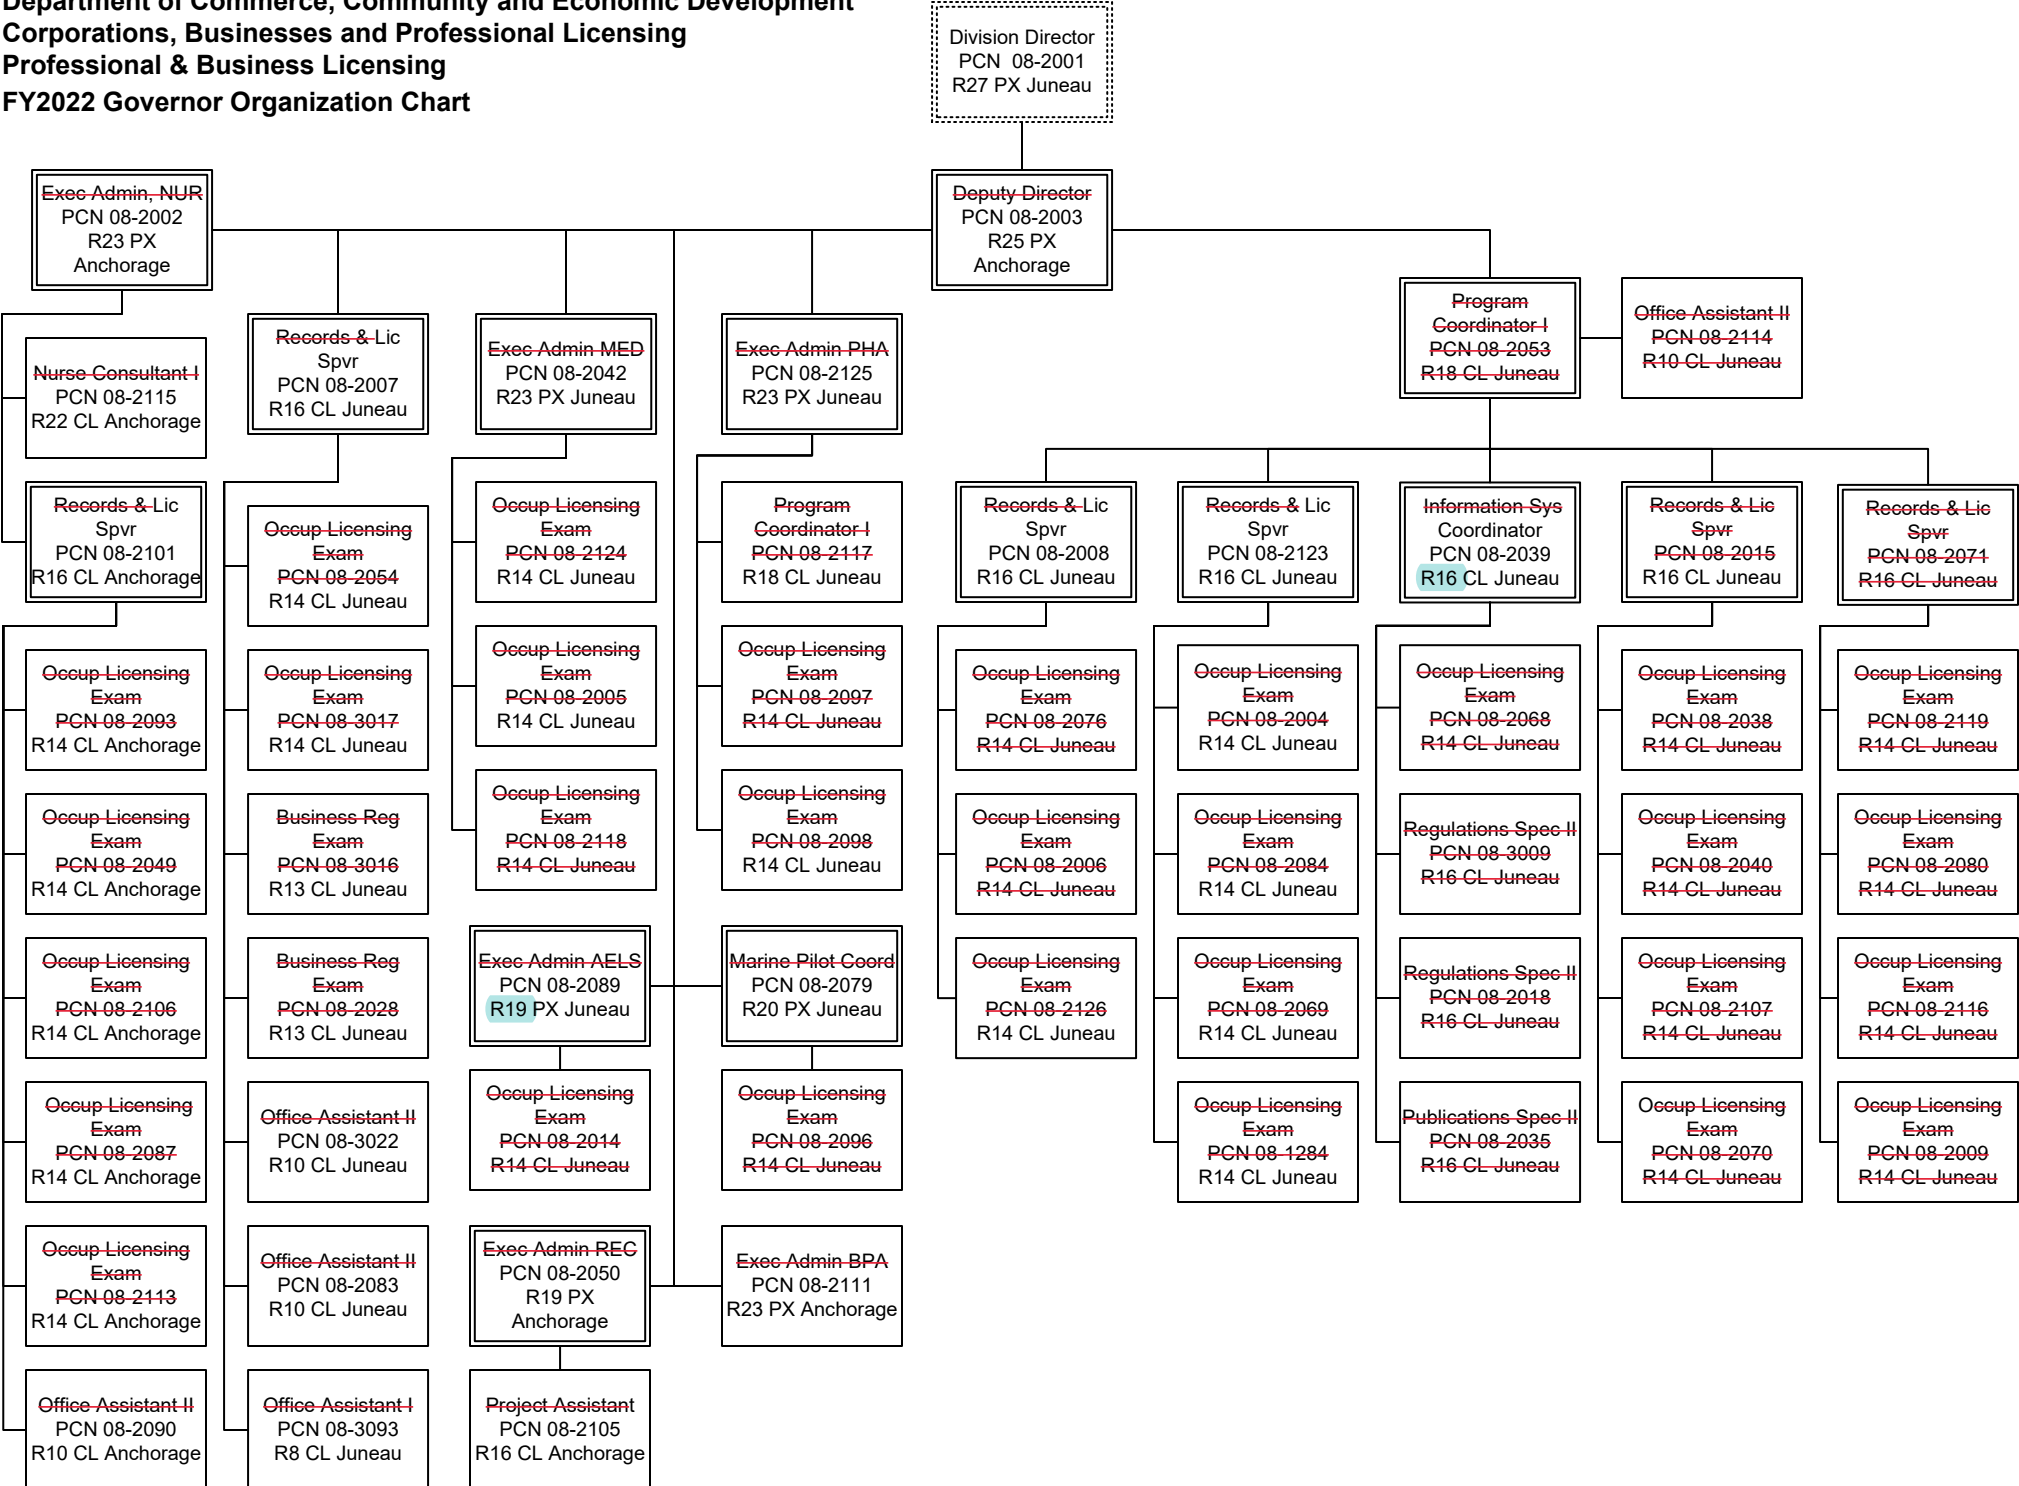 Department of Commerce, Community and Economic Development
Corporations, Businesses and Professional Licensing
Professional & Business Licensing
FY2022 Governor Organization Chart
Division Director
PCN 08-2001
R27 PX Juneau
Exec Admin, NUR
PCN 08-2002
R23 PX
Anchorage
Deputy Director
PCN 08-2003
R25 PX
Anchorage
Program
Coordinator I
PCN 08-2053
R18 CL Juneau
Office Assistant II
PCN 08-2114
R10 CL Juneau
Nurse Consultant I
PCN 08-2115
R22 CL Anchorage
Records & Lic
Spvr
PCN 08-2007
R16 CL Juneau
Exec Admin MED
PCN 08-2042
R23 PX Juneau
Exec Admin PHA
PCN 08-2125
R23 PX Juneau
Records & Lic
Spvr
PCN 08-2101
R16 CL Anchorage
Occup Licensing
Exam
PCN 08-2054
R14 CL Juneau
Occup Licensing
Exam
PCN 08-2124
R14 CL Juneau
Program
Coordinator I
PCN 08-2117
R18 CL Juneau
Records & Lic
Spvr
PCN 08-2008
R16 CL Juneau
Records & Lic
Spvr
PCN 08-2123
R16 CL Juneau
Information Sys
Coordinator
PCN 08-2039
R16 CL Juneau
Records & Lic
Spvr
PCN 08-2015
R16 CL Juneau
Records & Lic
Spvr
PCN 08-2071
R16 CL Juneau
Occup Licensing
Exam
PCN 08-2093
R14 CL Anchorage
Occup Licensing
Exam
PCN 08-3017
R14 CL Juneau
Occup Licensing
Exam
PCN 08-2005
R14 CL Juneau
Occup Licensing
Exam
PCN 08-2097
R14 CL Juneau
Occup Licensing
Exam
PCN 08-2076
R14 CL Juneau
Occup Licensing
Exam
PCN 08-2004
R14 CL Juneau
Occup Licensing
Exam
PCN 08-2068
R14 CL Juneau
Occup Licensing
Exam
PCN 08-2038
R14 CL Juneau
Occup Licensing
Exam
PCN 08-2119
R14 CL Juneau
Occup Licensing
Exam
PCN 08-2049
R14 CL Anchorage
Business Reg
Exam
PCN 08-3016
R13 CL Juneau
Occup Licensing
Exam
PCN 08-2118
R14 CL Juneau
Occup Licensing
Exam
PCN 08-2098
R14 CL Juneau
Occup Licensing
Exam
PCN 08-2006
R14 CL Juneau
Occup Licensing
Exam
PCN 08-2084
R14 CL Juneau
Regulations Spec II
PCN 08-3009
R16 CL Juneau
Occup Licensing
Exam
PCN 08-2040
R14 CL Juneau
Occup Licensing
Exam
PCN 08-2080
R14 CL Juneau
Occup Licensing
Exam
PCN 08-2106
R14 CL Anchorage
Business Reg
Exam
PCN 08-2028
R13 CL Juneau
Exec Admin AELS
PCN 08-2089
R19 PX Juneau
Marine Pilot Coord
PCN 08-2079
R20 PX Juneau
Occup Licensing
Exam
PCN 08-2126
R14 CL Juneau
Occup Licensing
Exam
PCN 08-2069
R14 CL Juneau
Regulations Spec II
PCN 08-2018
R16 CL Juneau
Occup Licensing
Exam
PCN 08-2107
R14 CL Juneau
Occup Licensing
Exam
PCN 08-2116
R14 CL Juneau
Occup Licensing
Exam
PCN 08-2087
R14 CL Anchorage
Office Assistant II
PCN 08-3022
R10 CL Juneau
Occup Licensing
Exam
PCN 08-2014
R14 CL Juneau
Occup Licensing
Exam
PCN 08-2096
R14 CL Juneau
Occup Licensing
Exam
PCN 08-1284
R14 CL Juneau
Publications Spec II
PCN 08-2035
R16 CL Juneau
Occup Licensing
Exam
PCN 08-2070
R14 CL Juneau
Occup Licensing
Exam
PCN 08-2009
R14 CL Juneau
Occup Licensing
Exam
PCN 08-2113
R14 CL Anchorage
Office Assistant II
PCN 08-2083
R10 CL Juneau
Exec Admin REC
PCN 08-2050
R19 PX
Anchorage
Exec Admin BPA
PCN 08-2111
R23 PX Anchorage
Office Assistant II
PCN 08-2090
R10 CL Anchorage
Office Assistant I
PCN 08-3093
R8 CL Juneau
Project Assistant
PCN 08-2105
R16 CL Anchorage